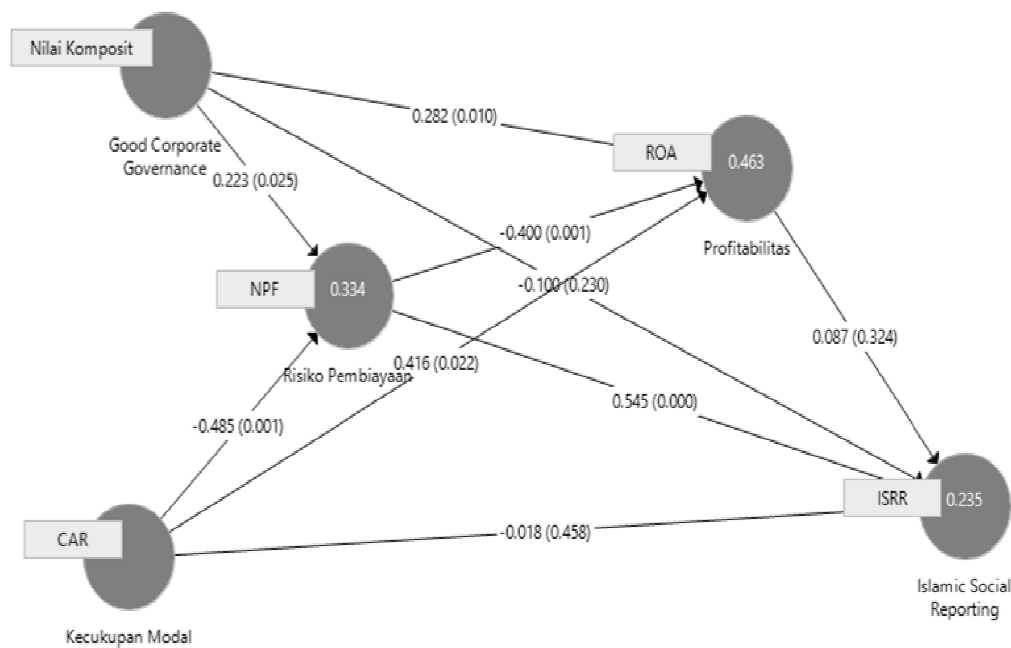 Nilai Komposit
Good Corporate
Governance
0.282 (0.010)
ROA
0.463
Profitabilitas
0.223 (0.025)
-0.400 (0.001)
NPF
0.334
Risiko Pembiayaan
-0.100 (0.230)
0.416 (0.022)
0.087 (0.324)
0.545 (0.000)
-0.485 (0.001)
ISRR
0.235
Islamic Social
Reporting
CAR
-0.018 (0.458)
Kecukupan Modal